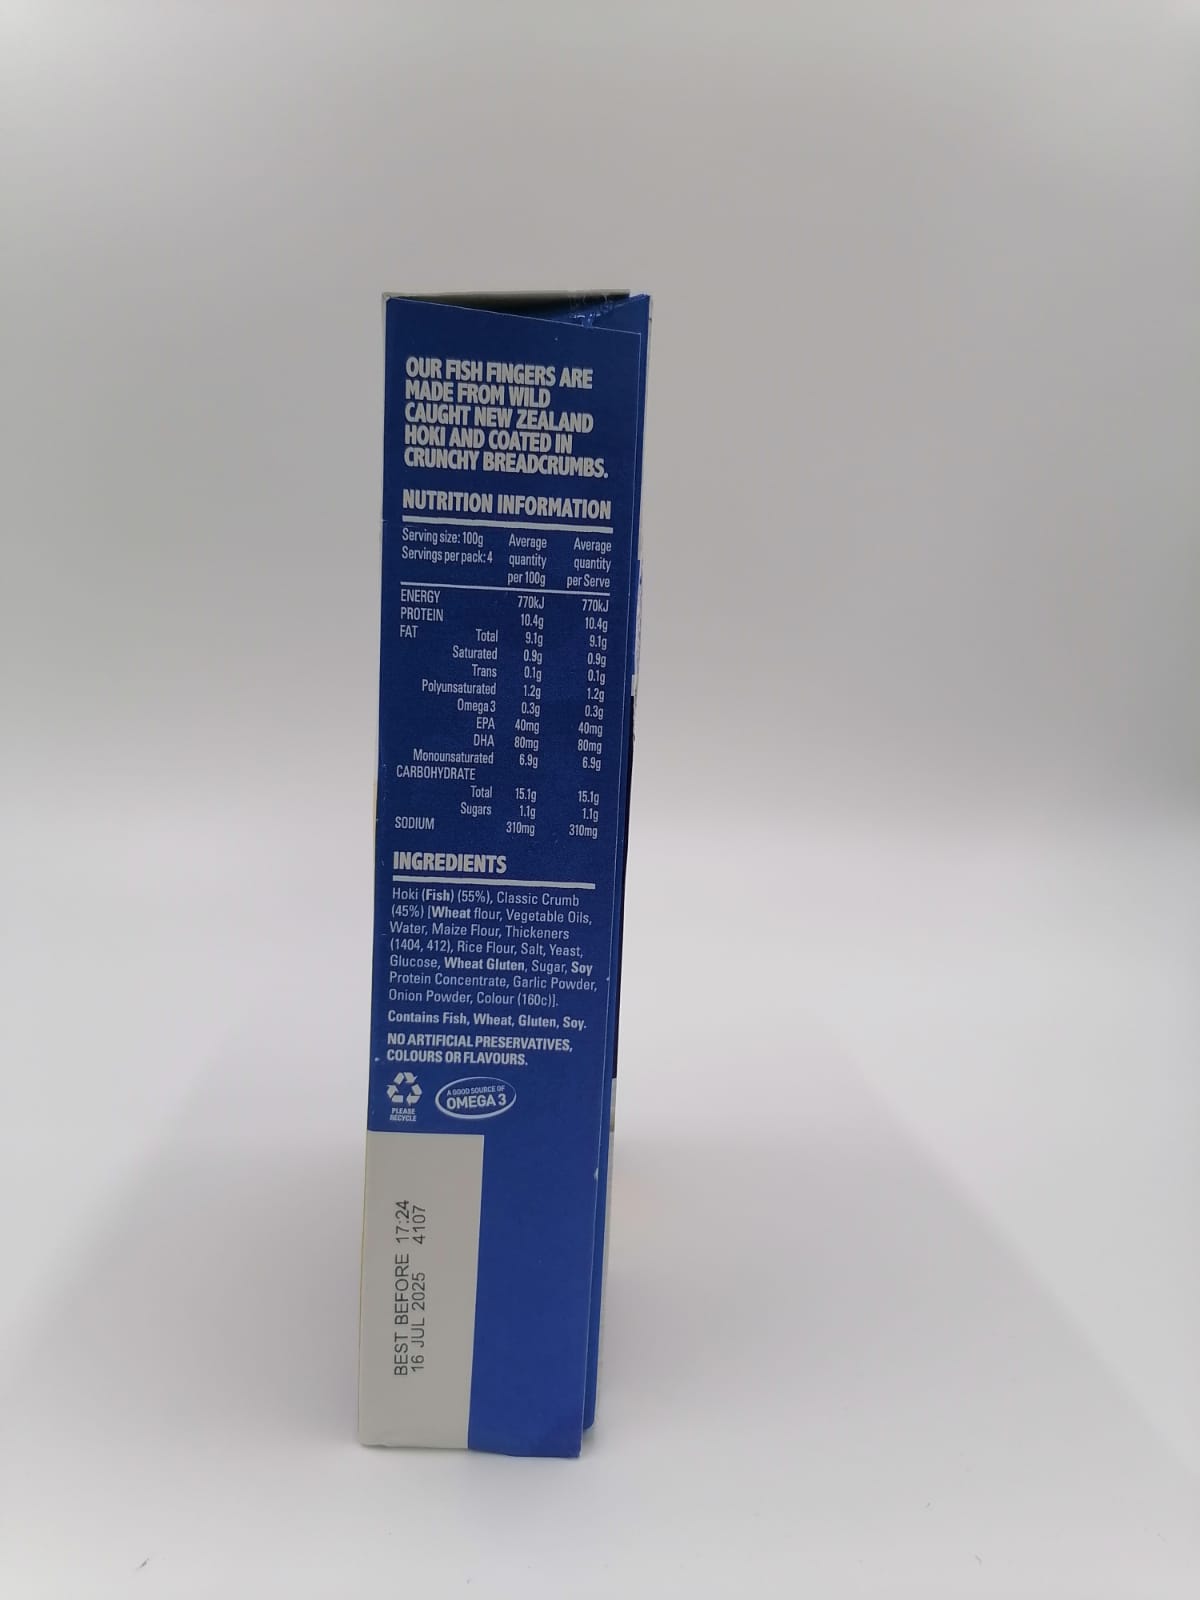 OUR FISH FINGERS ARE
MADE FROM WILD
CAUGHT NEW ZEALAND
HOKI AND COATED IN
CRUNCHY BREADCRUMBS.
NUTRITION INFORMATION
Serving size: 100g Average Average
Servings per pack: 4 quantity quantity
per 100g per Serve
ENERGY 770kJ 770kJ
PROTEIN 10.4g 10.4g
FAT Total 9.1g 9.1g
Saturated 0.9g 0.9g
Trans 0.1g 0.1g
Polyunsaturated 1.2g 1.2g
Omega 3 0.3g 0.3g
EPA 40mg 40mg
DHA 80mg 80mg
Monounsaturated 6.9g 6.9g
CARBOHYDRATE
Total 15.1g 15.1g
Sugars 1.1g 1.1g
SODIUM 310mg 310mg
INGREDIENTS
Hoki (Fish) (55%), Classic Crumb
(45%) [Wheat flour, Vegetable Oils,
Water, Maize Flour, Thickeners
(1404, 412), Rice Flour, Salt, Yeast,
Glucose, Wheat Gluten, Sugar, Soy
Protein Concentrate, Garlic Powder,
Onion Powder, Colour (160c)].
Contains Fish, Wheat, Gluten, Soy.
NO ARTIFICIAL PRESERVATIVES,
COLOURS OR FLAVOURS.
PLEASE
RECYCLE
A GOOD SOURCE OF
OMEGA 3
BEST BEFORE 17:24
16 JUL 2025 4107